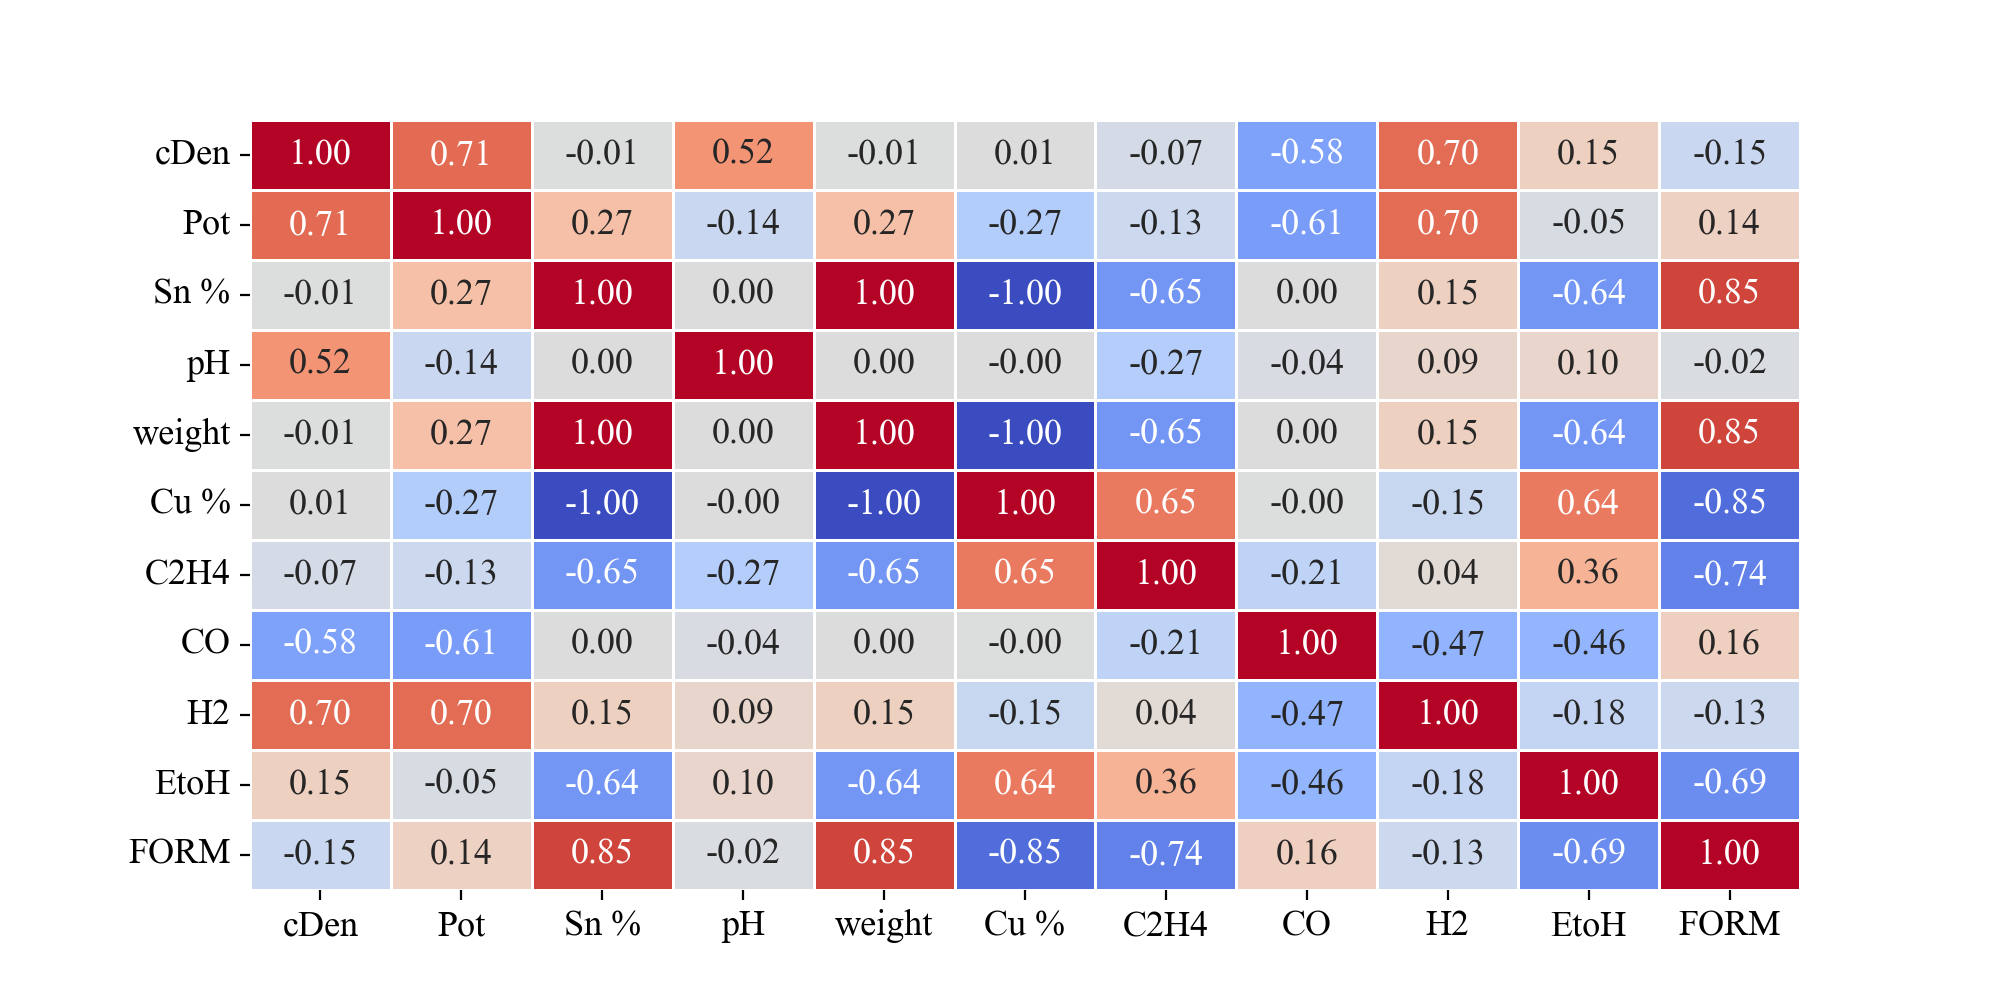 cDen 1.00 0.71 -0.01 0.52 -0.01 0.01 -0.07 -0.58 0.70 0.15 -0.15
Pot 0.71 1.00 0.27 -0.14 0.27 -0.27 -0.13 -0.61 0.70 -0.05 0.14
Sn % -0.01 0.27 1.00 0.00 1.00 -1.00 -0.65 0.00 0.15 -0.64 0.85
pH 0.52 -0.14 0.00 1.00 0.00 -0.00 -0.27 -0.04 0.09 0.10 -0.02
weight -0.01 0.27 1.00 0.00 1.00 -1.00 -0.65 0.00 0.15 -0.64 0.85
Cu % 0.01 -0.27 -1.00 -0.00 -1.00 1.00 0.65 -0.00 -0.15 0.64 -0.85
C2H4 -0.07 -0.13 -0.65 -0.27 -0.65 0.65 1.00 -0.21 0.04 0.36 -0.74
CO -0.58 -0.61 0.00 -0.04 0.00 -0.00 -0.21 1.00 -0.47 -0.46 0.16
H2 0.70 0.70 0.15 0.09 0.15 -0.15 0.04 -0.47 1.00 -0.18 -0.13
EtoH 0.15 -0.05 -0.64 0.10 -0.64 0.64 0.36 -0.46 -0.18 1.00 -0.69
FORM -0.15 0.14 0.85 -0.02 0.85 -0.85 -0.74 0.16 -0.13 -0.69 1.00
cDen Pot Sn % pH weight Cu % C2H4 CO H2 EtoH FORM